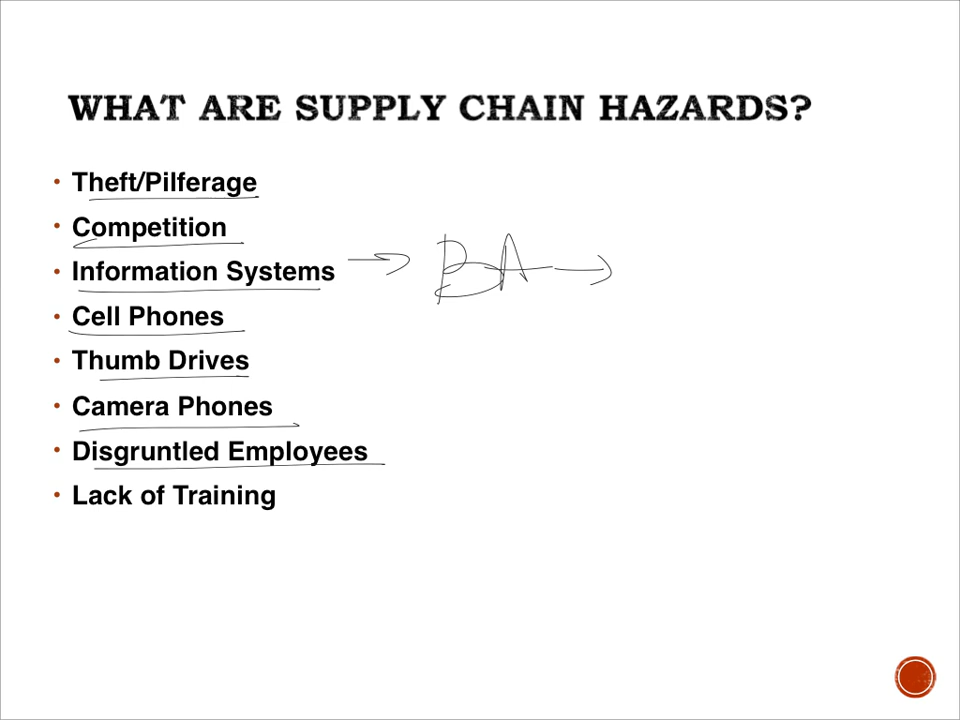 WHAT ARE SUPPLY CHAIN HAZARDS?
• Theft/Pilferage
• Competition
• Information Systems → BA →
• Cell Phones
• Thumb Drives
• Camera Phones
• Disgruntled Employees
• Lack of Training